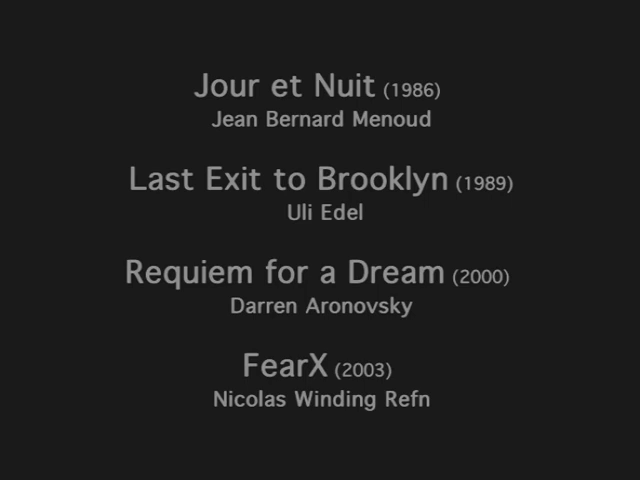 Jour et Nuit (1986)
Jean Bernard Menoud
Last Exit to Brooklyn (1989)
Uli Edel
Requiem for a Dream (2000)
Darren Aronovsky
FearX (2003)
Nicolas Winding Refn